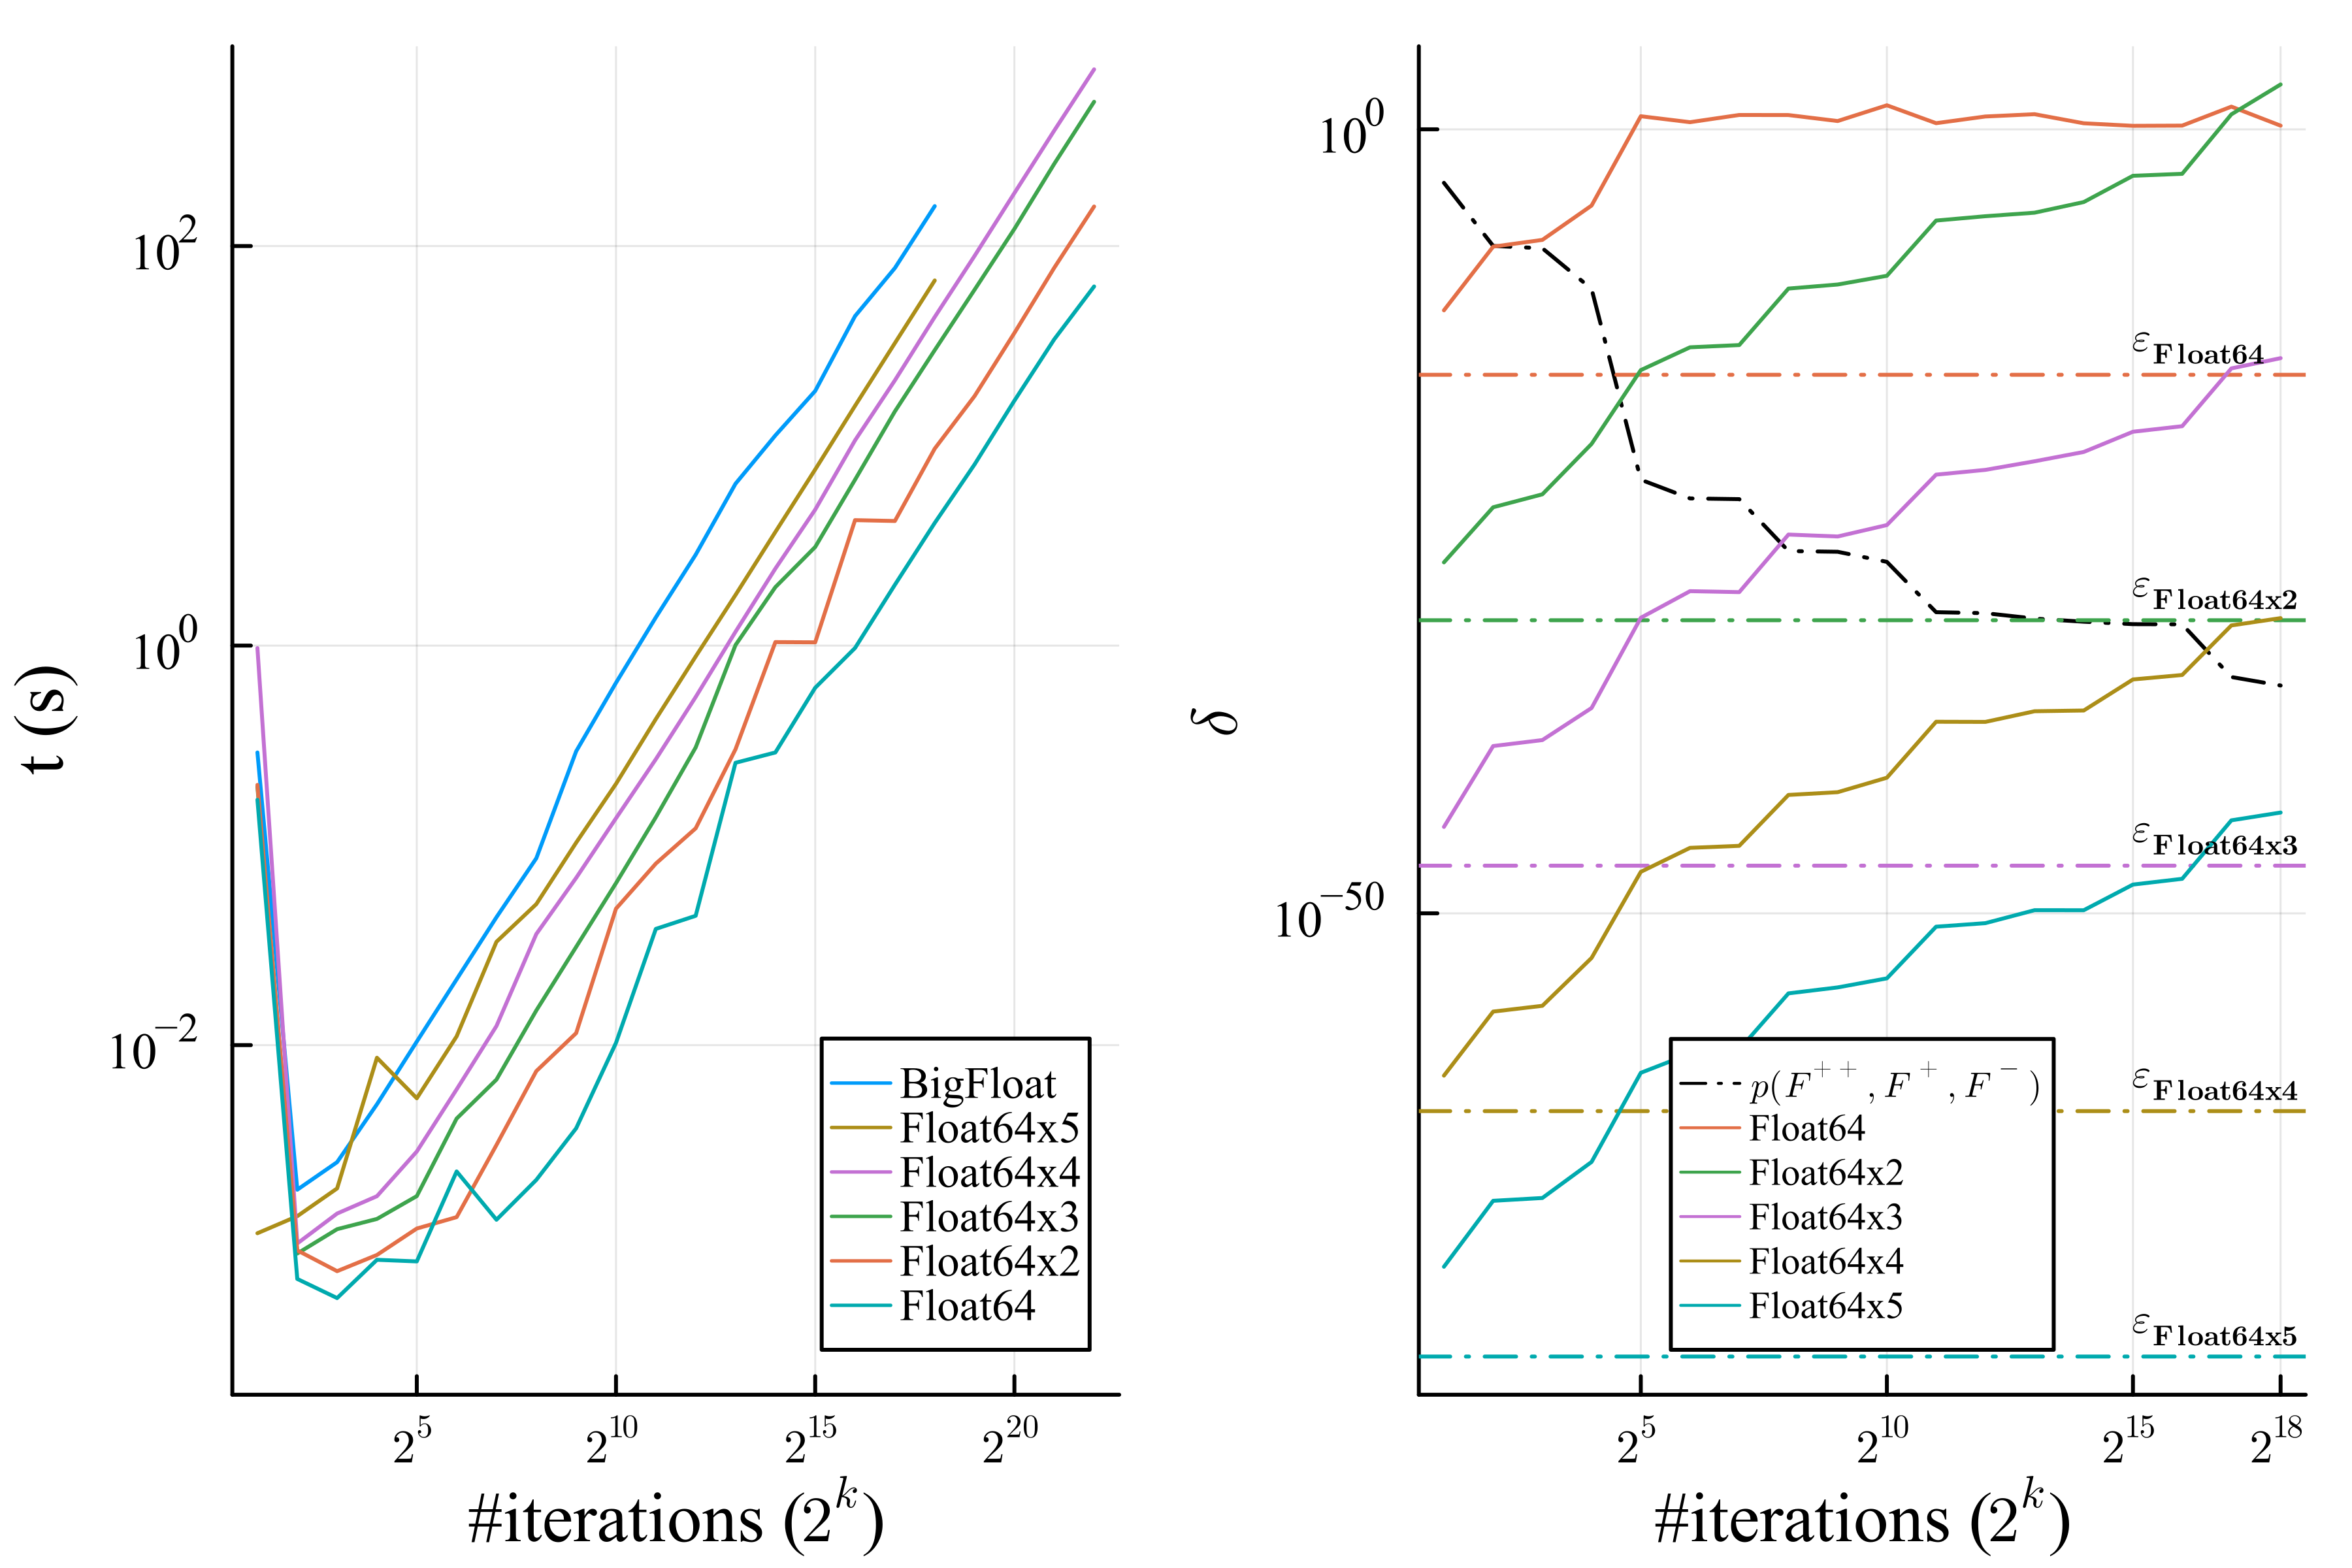 t (s)
10^2
10^0
10^−2
BigFloat
Float64x5
Float64x4
Float64x3
Float64x2
Float64
2^5 2^10 2^15 2^20
#iterations (2^k)
δ
10^0
10^−50
ε_Float64
ε_Float64x2
ε_Float64x3
ε_Float64x4
ε_Float64x5
p(F^++, F^+, F^−)
Float64
Float64x2
Float64x3
Float64x4
Float64x5
2^5 2^10 2^15 2^18
#iterations (2^k)